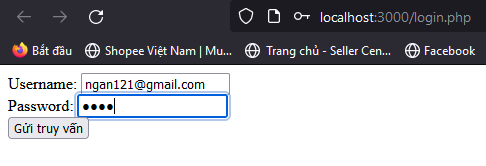 localhost:3000/login.php
Bắt đầu Shopee Việt Nam | Mu... Trang chủ - Seller Cen... Facebook
Username: ngan121@gmail.com
Password: ●●●●
Gửi truy vấn